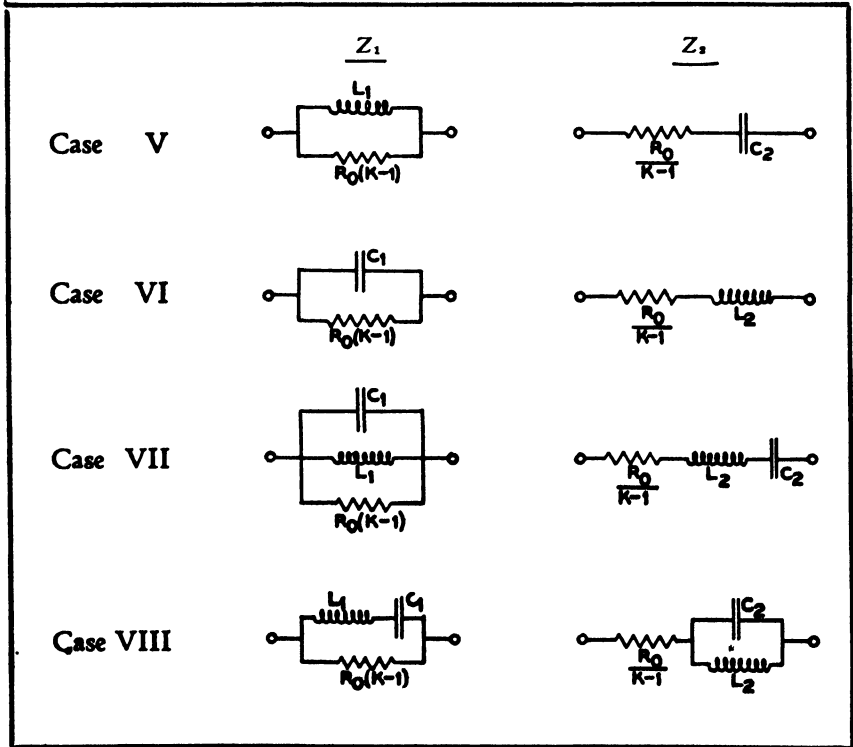 Z₁ Z₂
L₁
Case V
R₀(K-1)
R₀
K-1
C₂
C₁
Case VI
R₀(K-1)
R₀
K-1
L₂
C₁
Case VII
L₁
R₀(K-1)
R₀
K-1
L₂
C₂
L₁ C₁
Case VIII
R₀(K-1)
R₀
K-1
C₂
L₂